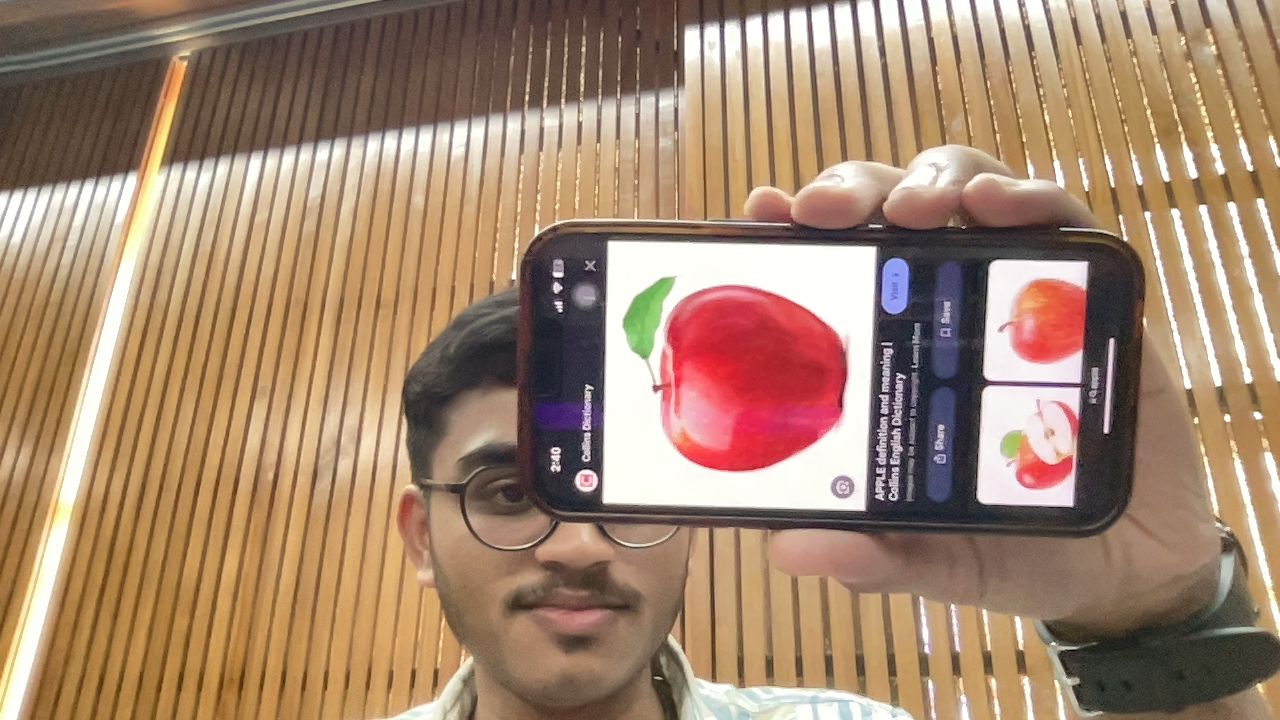 2:40
Collins Dictionary
APPLE definition and meaning |
Collins English Dictionary
Images may be subject to copyright. Learn More
Visit >
Share
Save